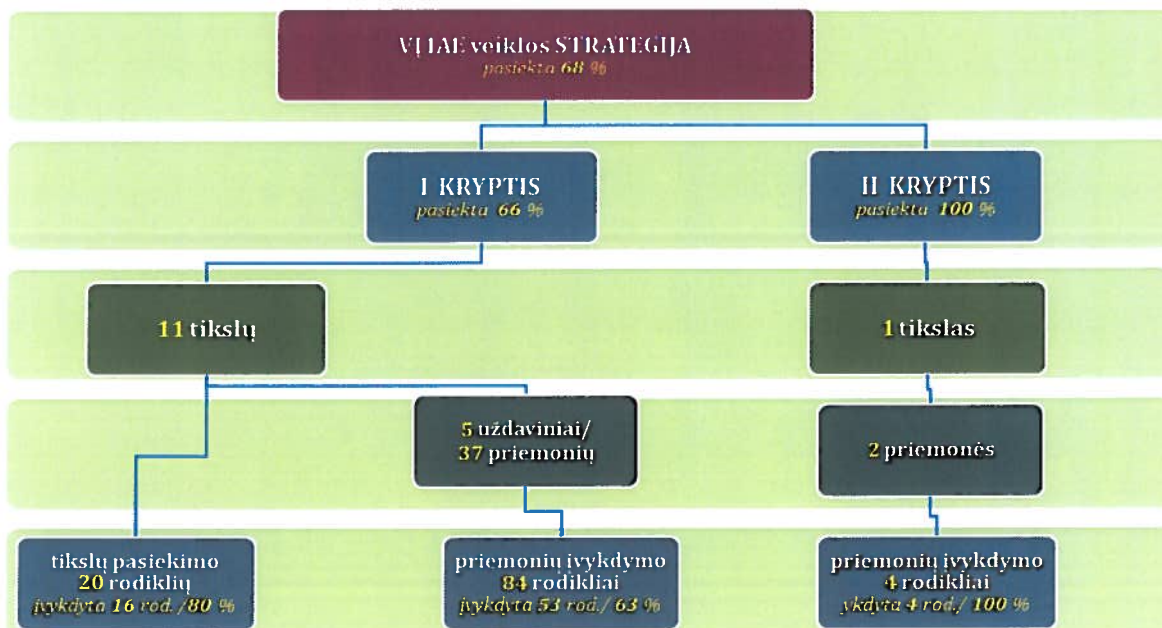 VĮ IAE veiklos STRATEGIJA
pasiekta 68 %
I KRYPTIS
pasiekta 66 %
II KRYPTIS
pasiekta 100 %
11 tikslų
1 tikslas
5 uždaviniai/
37 priemonių
2 priemonės
tikslų pasiekimo
20 rodiklių
įvykdyta 16 rod./80 %
priemonių įvykdymo
84 rodikliai
įvykdyta 53 rod./ 63 %
priemonių įvykdymo
4 rodikliai
ykdyta 4 rod./ 100 %